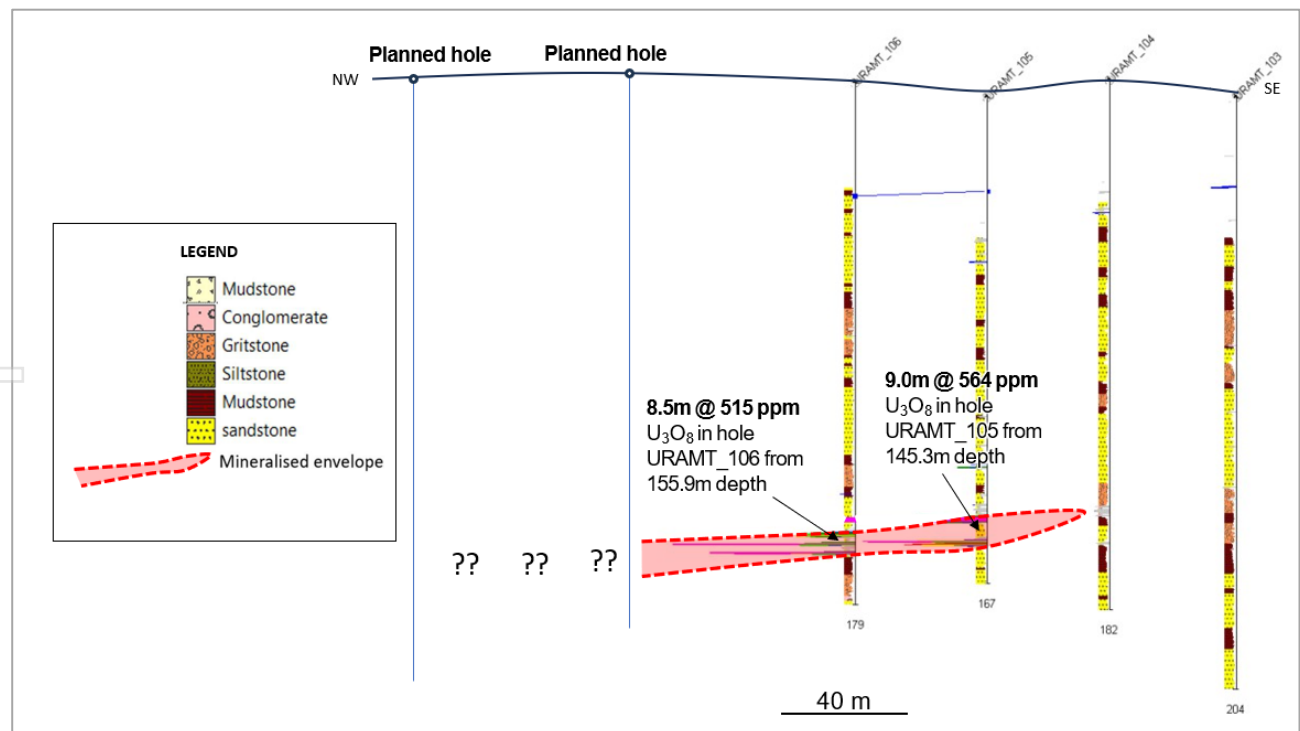 Planned hole
Planned hole
NW
URAMT_106
URAMT_105
URAMT_104
URAMT_103
SE
LEGEND
Mudstone
Conglomerate
Gritstone
Siltstone
Mudstone
sandstone
Mineralised envelope
8.5m @ 515 ppm
U₃O₈ in hole
URAMT_106 from
155.9m depth
9.0m @ 564 ppm
U₃O₈ in hole
URAMT_105 from
145.3m depth
?? ?? ??
179
167
182
204
40 m